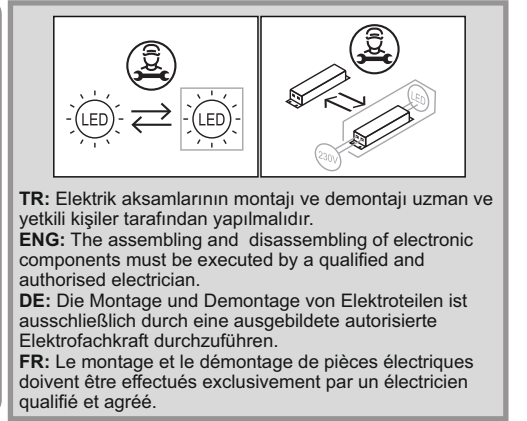 LED LED
LED
230V
TR: Elektrik aksamlarının montajı ve demontajı uzman ve
yetkili kişiler tarafından yapılmalıdır.
ENG: The assembling and disassembling of electronic
components must be executed by a qualified and
authorised electrician.
DE: Die Montage und Demontage von Elektroteilen ist
ausschließlich durch eine ausgebildete autorisierte
Elektrofachkraft durchzuführen.
FR: Le montage et le démontage de pièces électriques
doivent être effectués exclusivement par un électricien
qualifié et agréé.